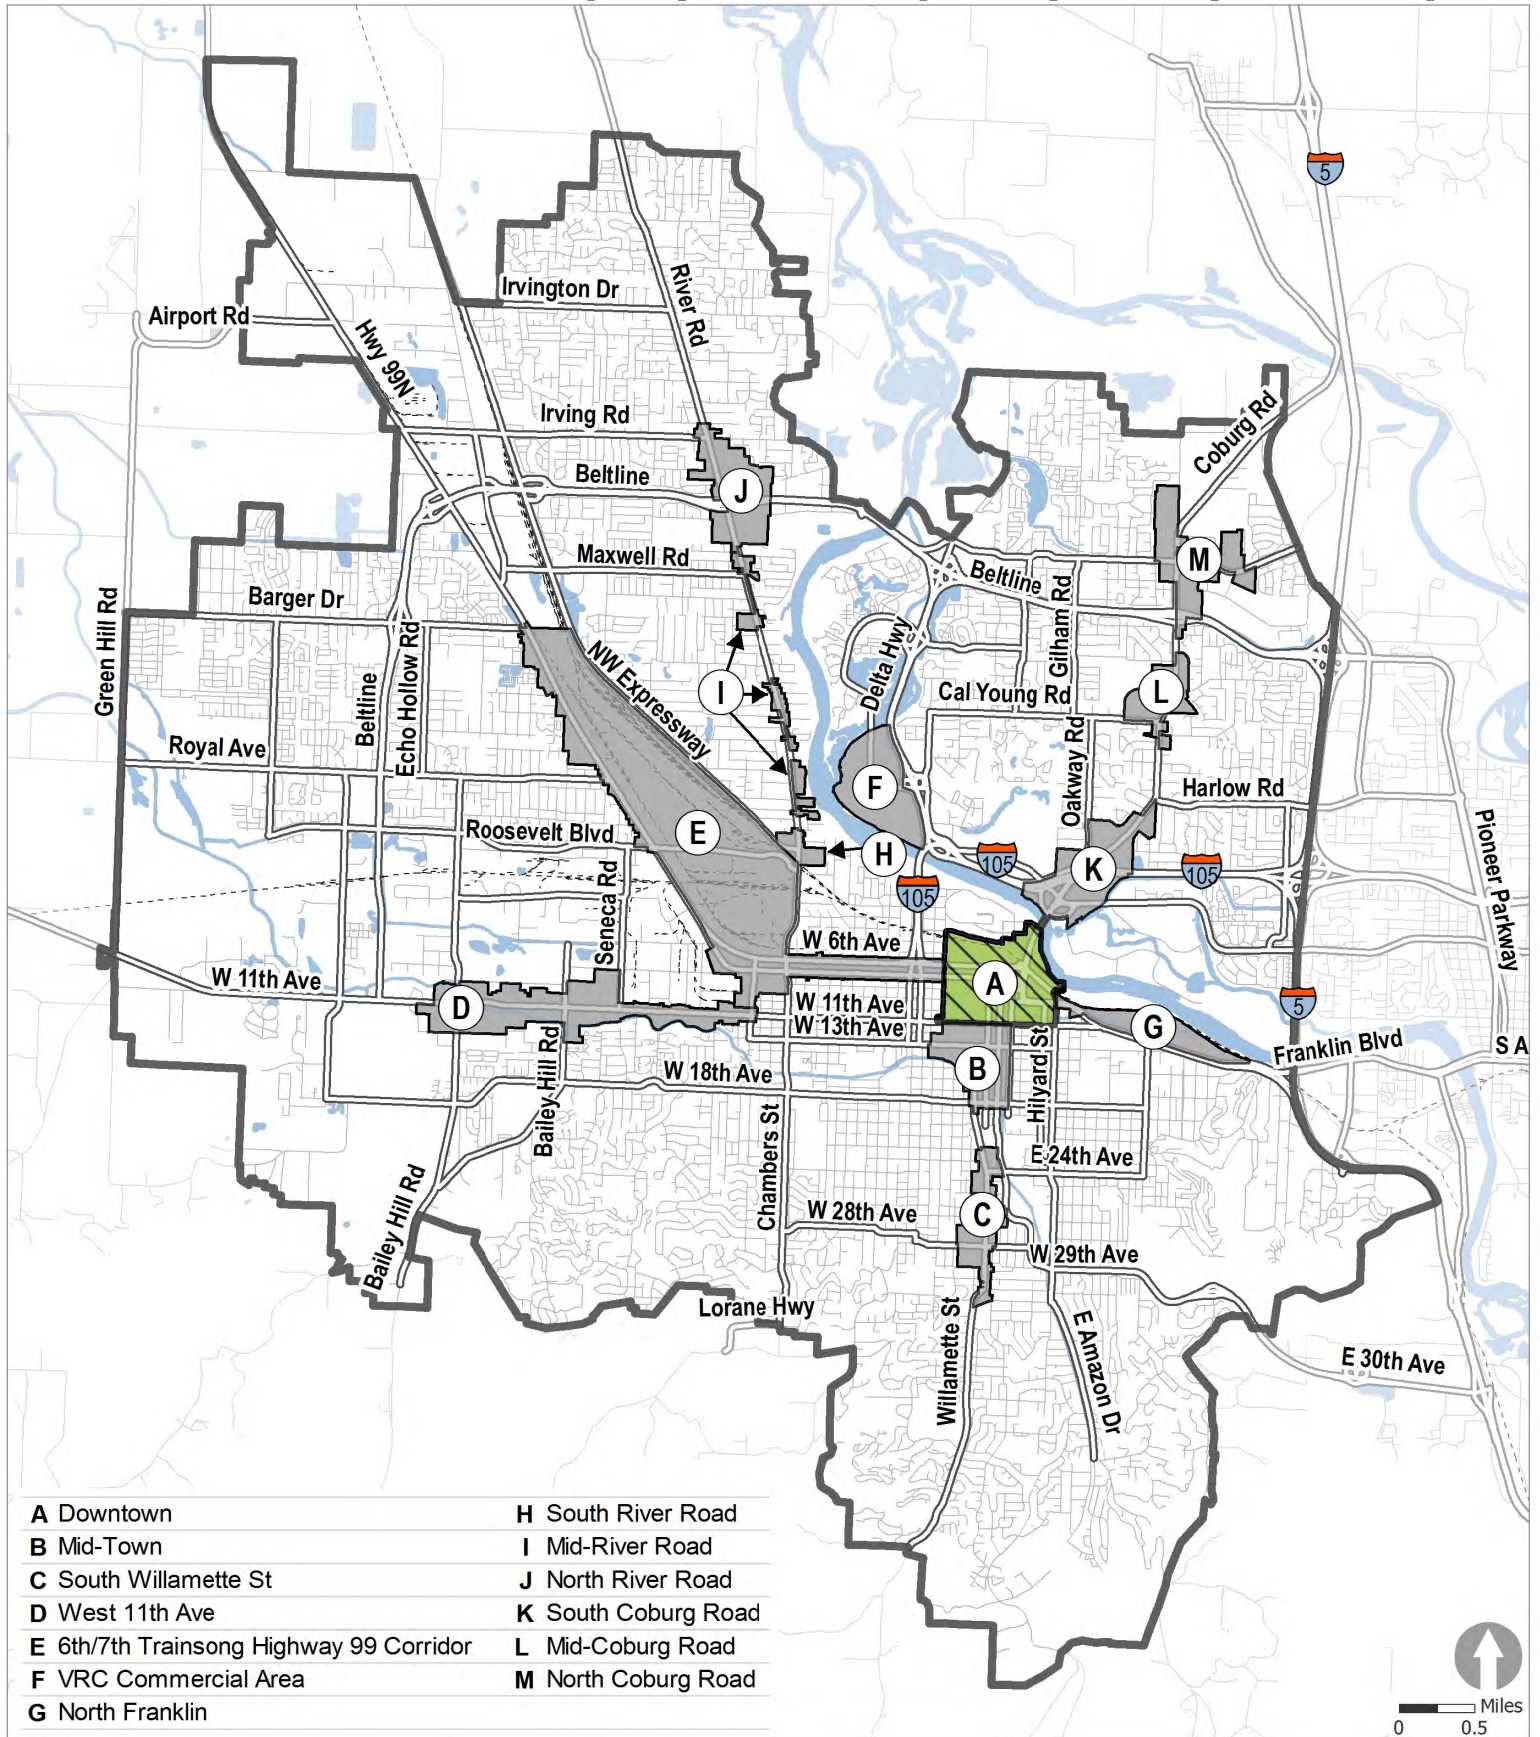 5
Irvington Dr
River Rd
Airport Rd
Hwy 99N
Irving Rd
Coburg Rd
Beltline
J
Maxwell Rd
M
Beltline
Barger Dr
Green Hill Rd
Gilham Rd
Echo Hollow Rd
Delta Hwy
NW Expressway
I
Cal Young Rd
L
Beltline
Royal Ave
Oakway Rd
F
Harlow Rd
Roosevelt Blvd
E
Pioneer Parkway
H
105
K
105
105
Seneca Rd
W 6th Ave
W 11th Ave
A
D
W 11th Ave
5
W 13th Ave
G
Franklin Blvd
S A
Bailey Hill Rd
W 18th Ave
B
Hilyard St
E 24th Ave
Chambers St
Bailey Hill Rd
W 28th Ave
C
W 29th Ave
Lorane Hwy
Willamette St
E Amazon Dr
E 30th Ave
A Downtown
B Mid-Town
C South Willamette St
D West 11th Ave
E 6th/7th Trainsong Highway 99 Corridor
F VRC Commercial Area
G North Franklin
H South River Road
I Mid-River Road
J North River Road
K South Coburg Road
L Mid-Coburg Road
M North Coburg Road
Miles
0 0.5